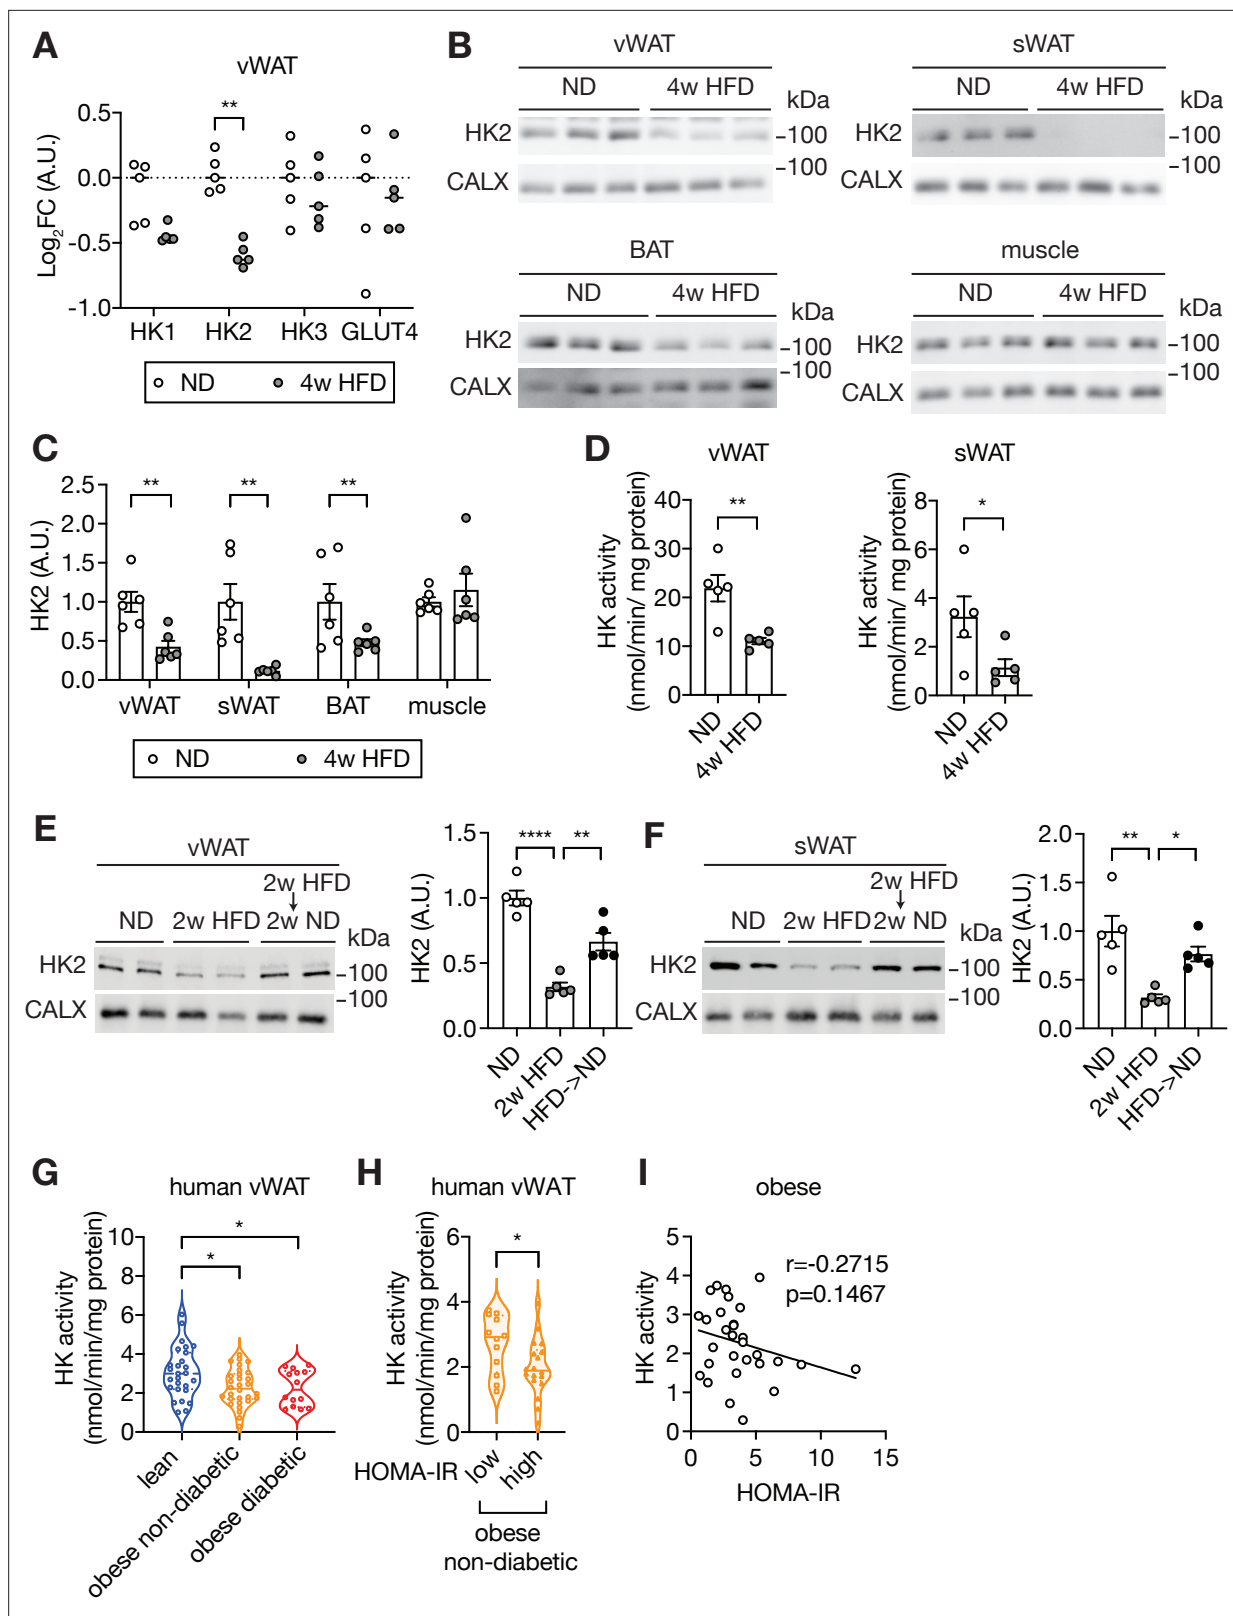 A
vWAT
**
Log2FC (A.U.)
0.5
0.0
-0.5
-1.0
HK1 HK2 HK3 GLUT4
ND 4w HFD
B
vWAT
ND 4w HFD
kDa
HK2
-100
-100
CALX
sWAT
ND 4w HFD
kDa
HK2
-100
-100
CALX
BAT
ND 4w HFD
kDa
HK2
-100
-100
CALX
muscle
ND 4w HFD
kDa
HK2
-100
-100
CALX
C
HK2 (A.U.)
2.5
2.0
1.5
1.0
0.5
0.0
** ** **
vWAT sWAT BAT muscle
ND 4w HFD
D
vWAT
HK activity
(nmol/min/ mg protein)
40
30
20
10
0
**
ND
4w HFD
sWAT
HK activity
(nmol/min/ mg protein)
8
6
4
2
0
*
ND
4w HFD
E
vWAT
2w HFD
ND 2w HFD 2w ND
kDa
HK2
-100
-100
CALX
HK2 (A.U.)
1.5
1.0
0.5
0.0
**** **
ND
2w HFD
HFD->ND
F
sWAT
2w HFD
ND 2w HFD 2w ND
kDa
HK2
-100
-100
CALX
HK2 (A.U.)
2.0
1.5
1.0
0.5
0.0
** *
ND
2w HFD
HFD->ND
G
human vWAT
HK activity
(nmol/min/mg protein)
10
8
6
4
2
0
*
*
lean
obese non-diabetic
obese diabetic
H
human vWAT
HK activity
(nmol/min/mg protein)
6
4
2
0
*
HOMA-IR low high
obese
non-diabetic
I
obese
HK activity
5
4
3
2
1
0
r=-0.2715
p=0.1467
0 5 10 15
HOMA-IR